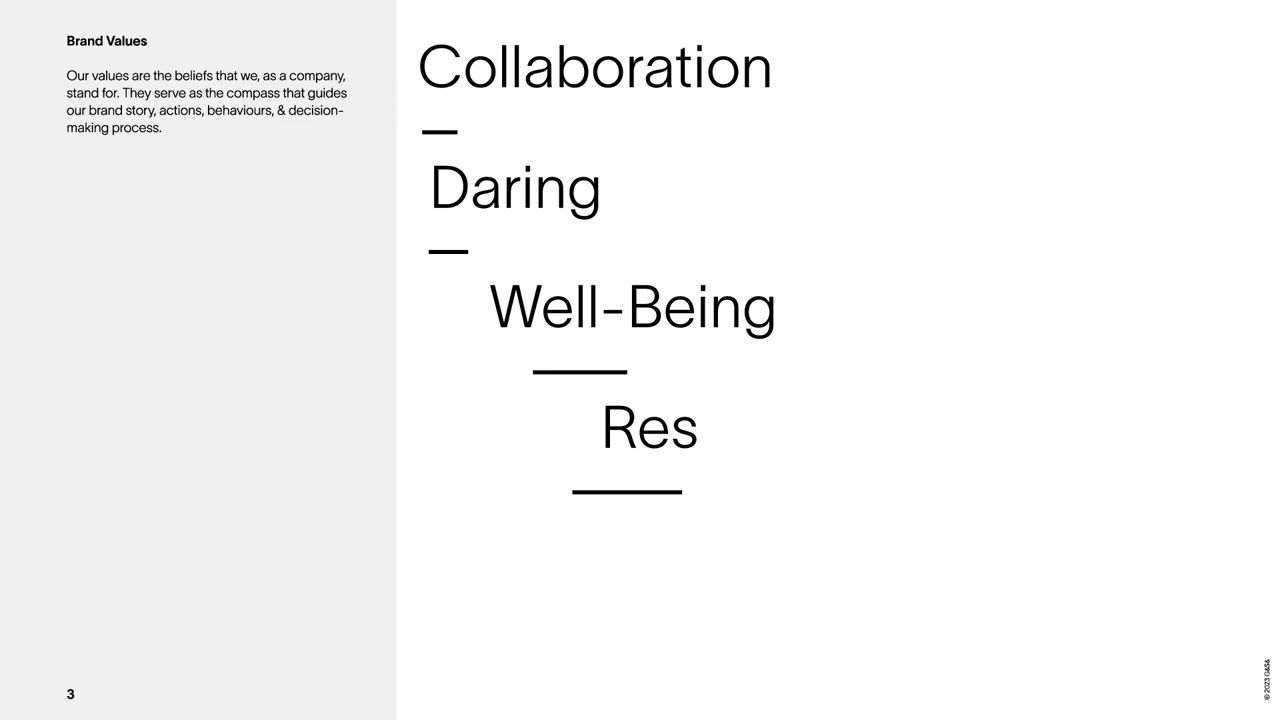 Brand Values
Our values are the beliefs that we, as a company,
stand for. They serve as the compass that guides
our brand story, actions, behaviours, & decision-
making process.
Collaboration
Daring
Well-Being
Res
3
© 2023 G&S&